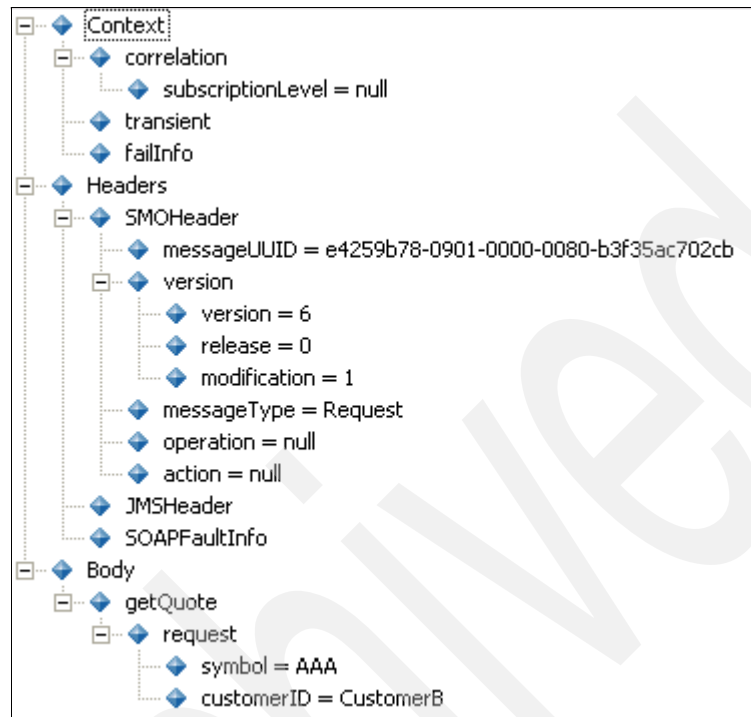 Context
correlation
subscriptionLevel = null
transient
failInfo
Headers
SMOHeader
messageUUID = e4259b78-0901-0000-0080-b3f35ac702cb
version
version = 6
release = 0
modification = 1
messageType = Request
operation = null
action = null
JMSHeader
SOAPFaultInfo
Body
getQuote
request
symbol = AAA
customerID = CustomerB
hived